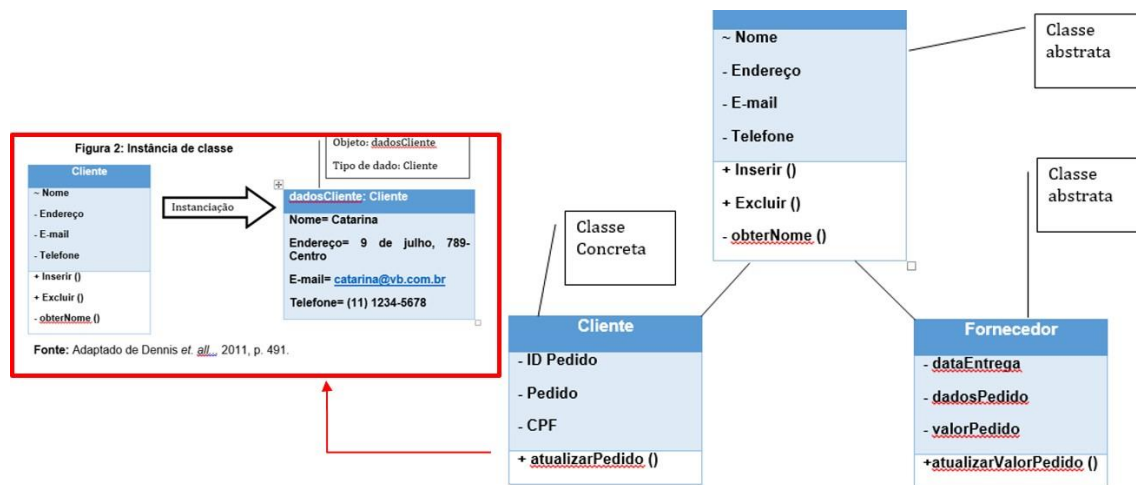 Figura 2: Instância de classe
Objeto: dadosCliente
Tipo de dado: Cliente
Cliente
~ Nome
- Endereço
- E-mail
- Telefone
+ Inserir ()
+ Excluir ()
- obterNome ()
Instanciação
dadosCliente: Cliente
Nome= Catarina
Endereço= 9 de julho, 789-
Centro
E-mail= catarina@vb.com.br
Telefone= (11) 1234-5678
Fonte: Adaptado de Dennis et. all., 2011, p. 491.
~ Nome
- Endereço
- E-mail
- Telefone
+ Inserir ()
+ Excluir ()
- obterNome ()
Classe
abstrata
Classe
abstrata
Classe
Concreta
Cliente
- ID Pedido
- Pedido
- CPF
+ atualizarPedido ()
Fornecedor
- dataEntrega
- dadosPedido
- valorPedido
+atualizarValorPedido ()